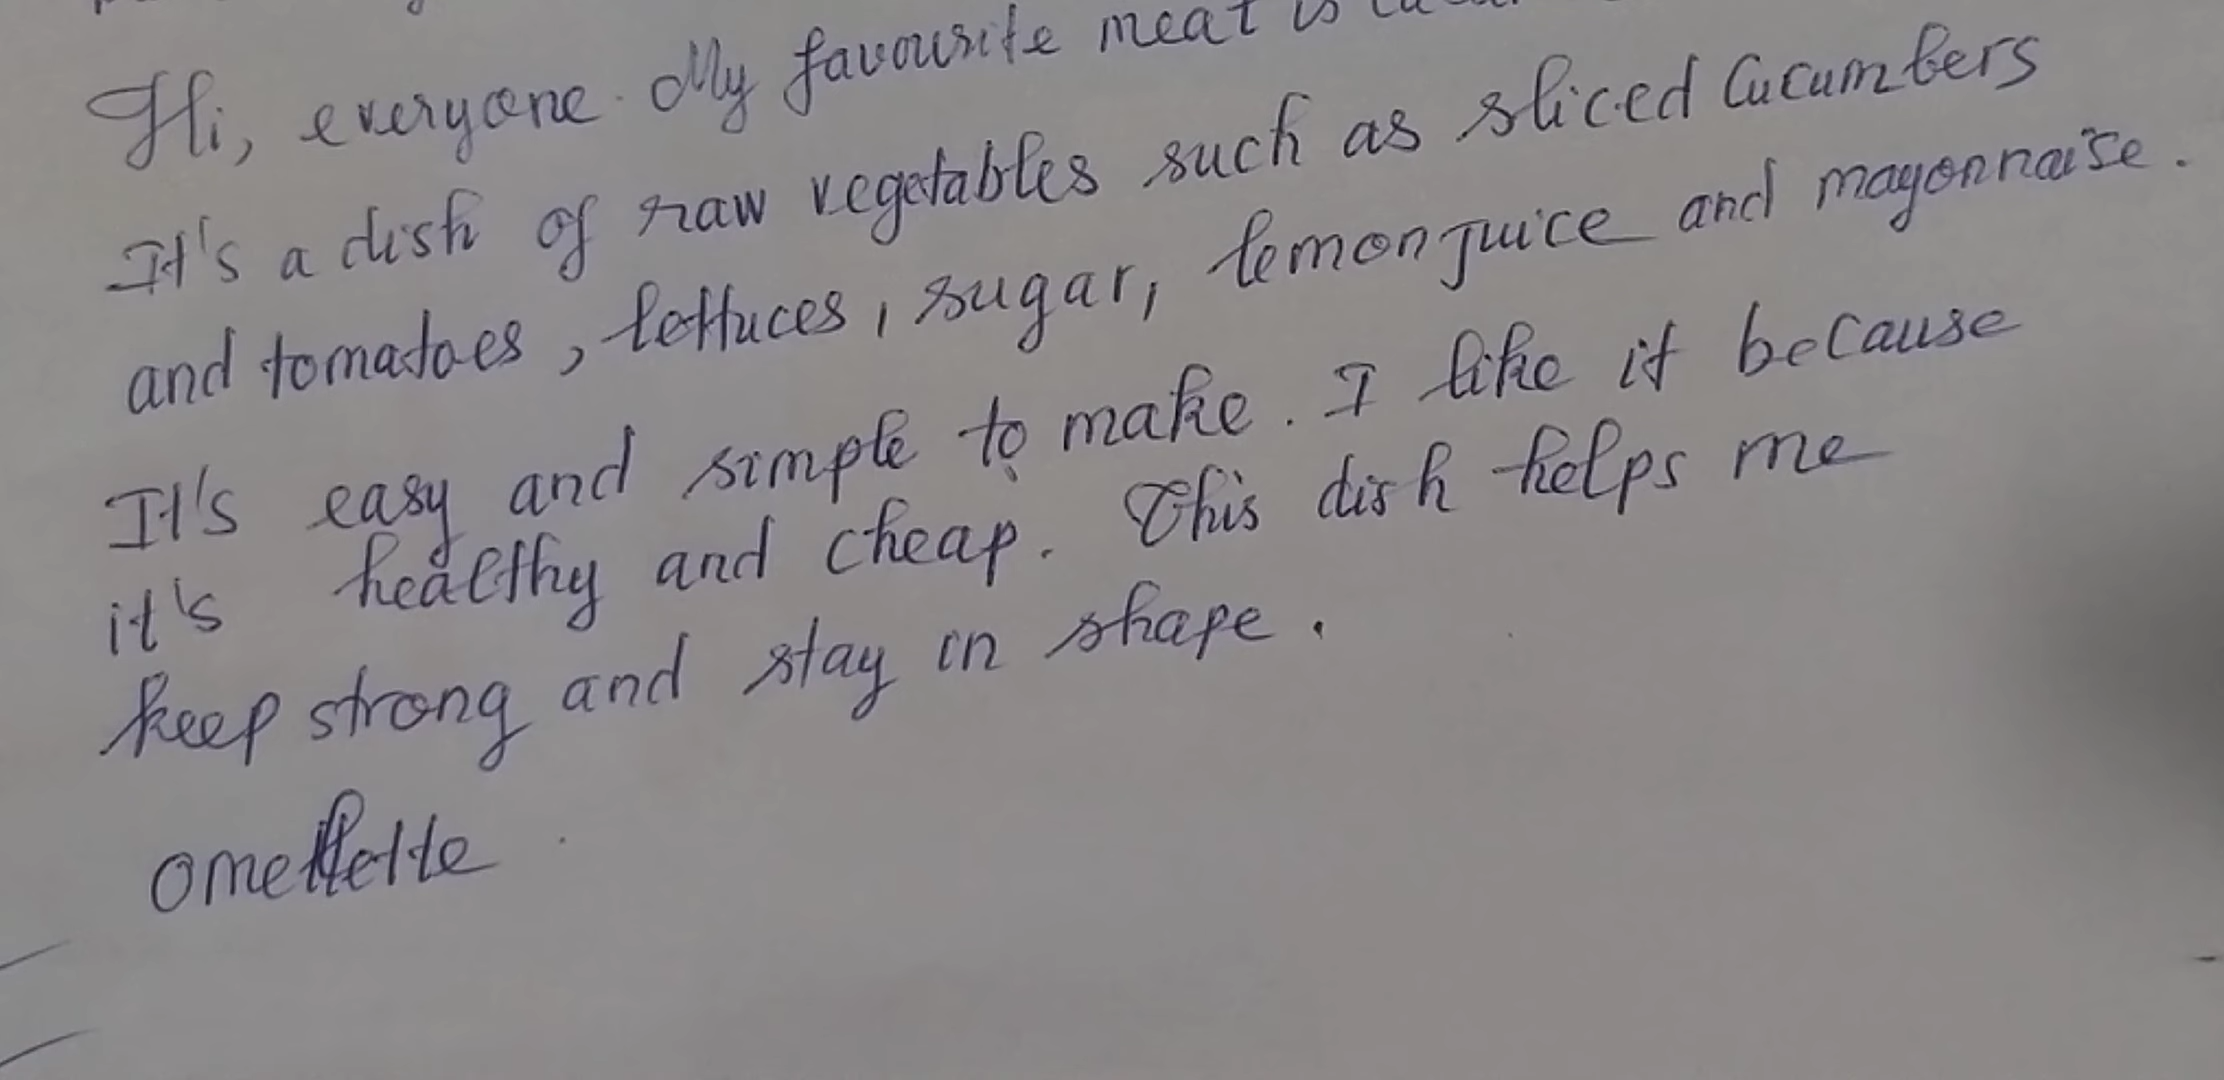 Hi, everyone. My favourite meat is
It's a dish of raw vegetables such as sliced Cucumbers
and tomatoes, lettuces, sugar, lemon juice and mayonnaise.
It's easy and simple to make. I like it because
it's healthy and cheap. This dish helps me
keep strong and stay in shape.